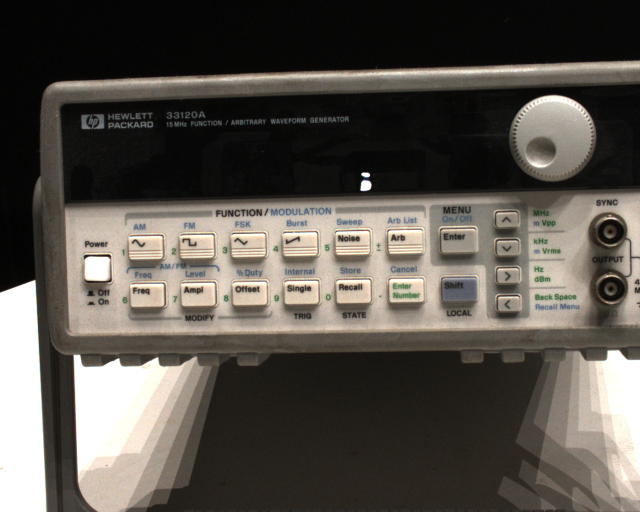 hp HEWLETT PACKARD 33120A
15 MHz FUNCTION / ARBITRARY WAVEFORM GENERATOR
SYNC
FUNCTION / MODULATION MENU
AM FM FSK Burst Sweep Arb List On/Off
MHz
m Vpp
Power
1 2 3 4 5 Noise ± Arb Enter
kHz
m Vrms
AM/FM
OUTPUT
Freq Level % Duty Internal Store Cancel
Hz
dBm
Off
On
6 Freq 7 Ampl 8 Offset 9 Single 0 Recall . Enter Number Shift
Back Space
Recall Menu
MODIFY TRIG STATE LOCAL